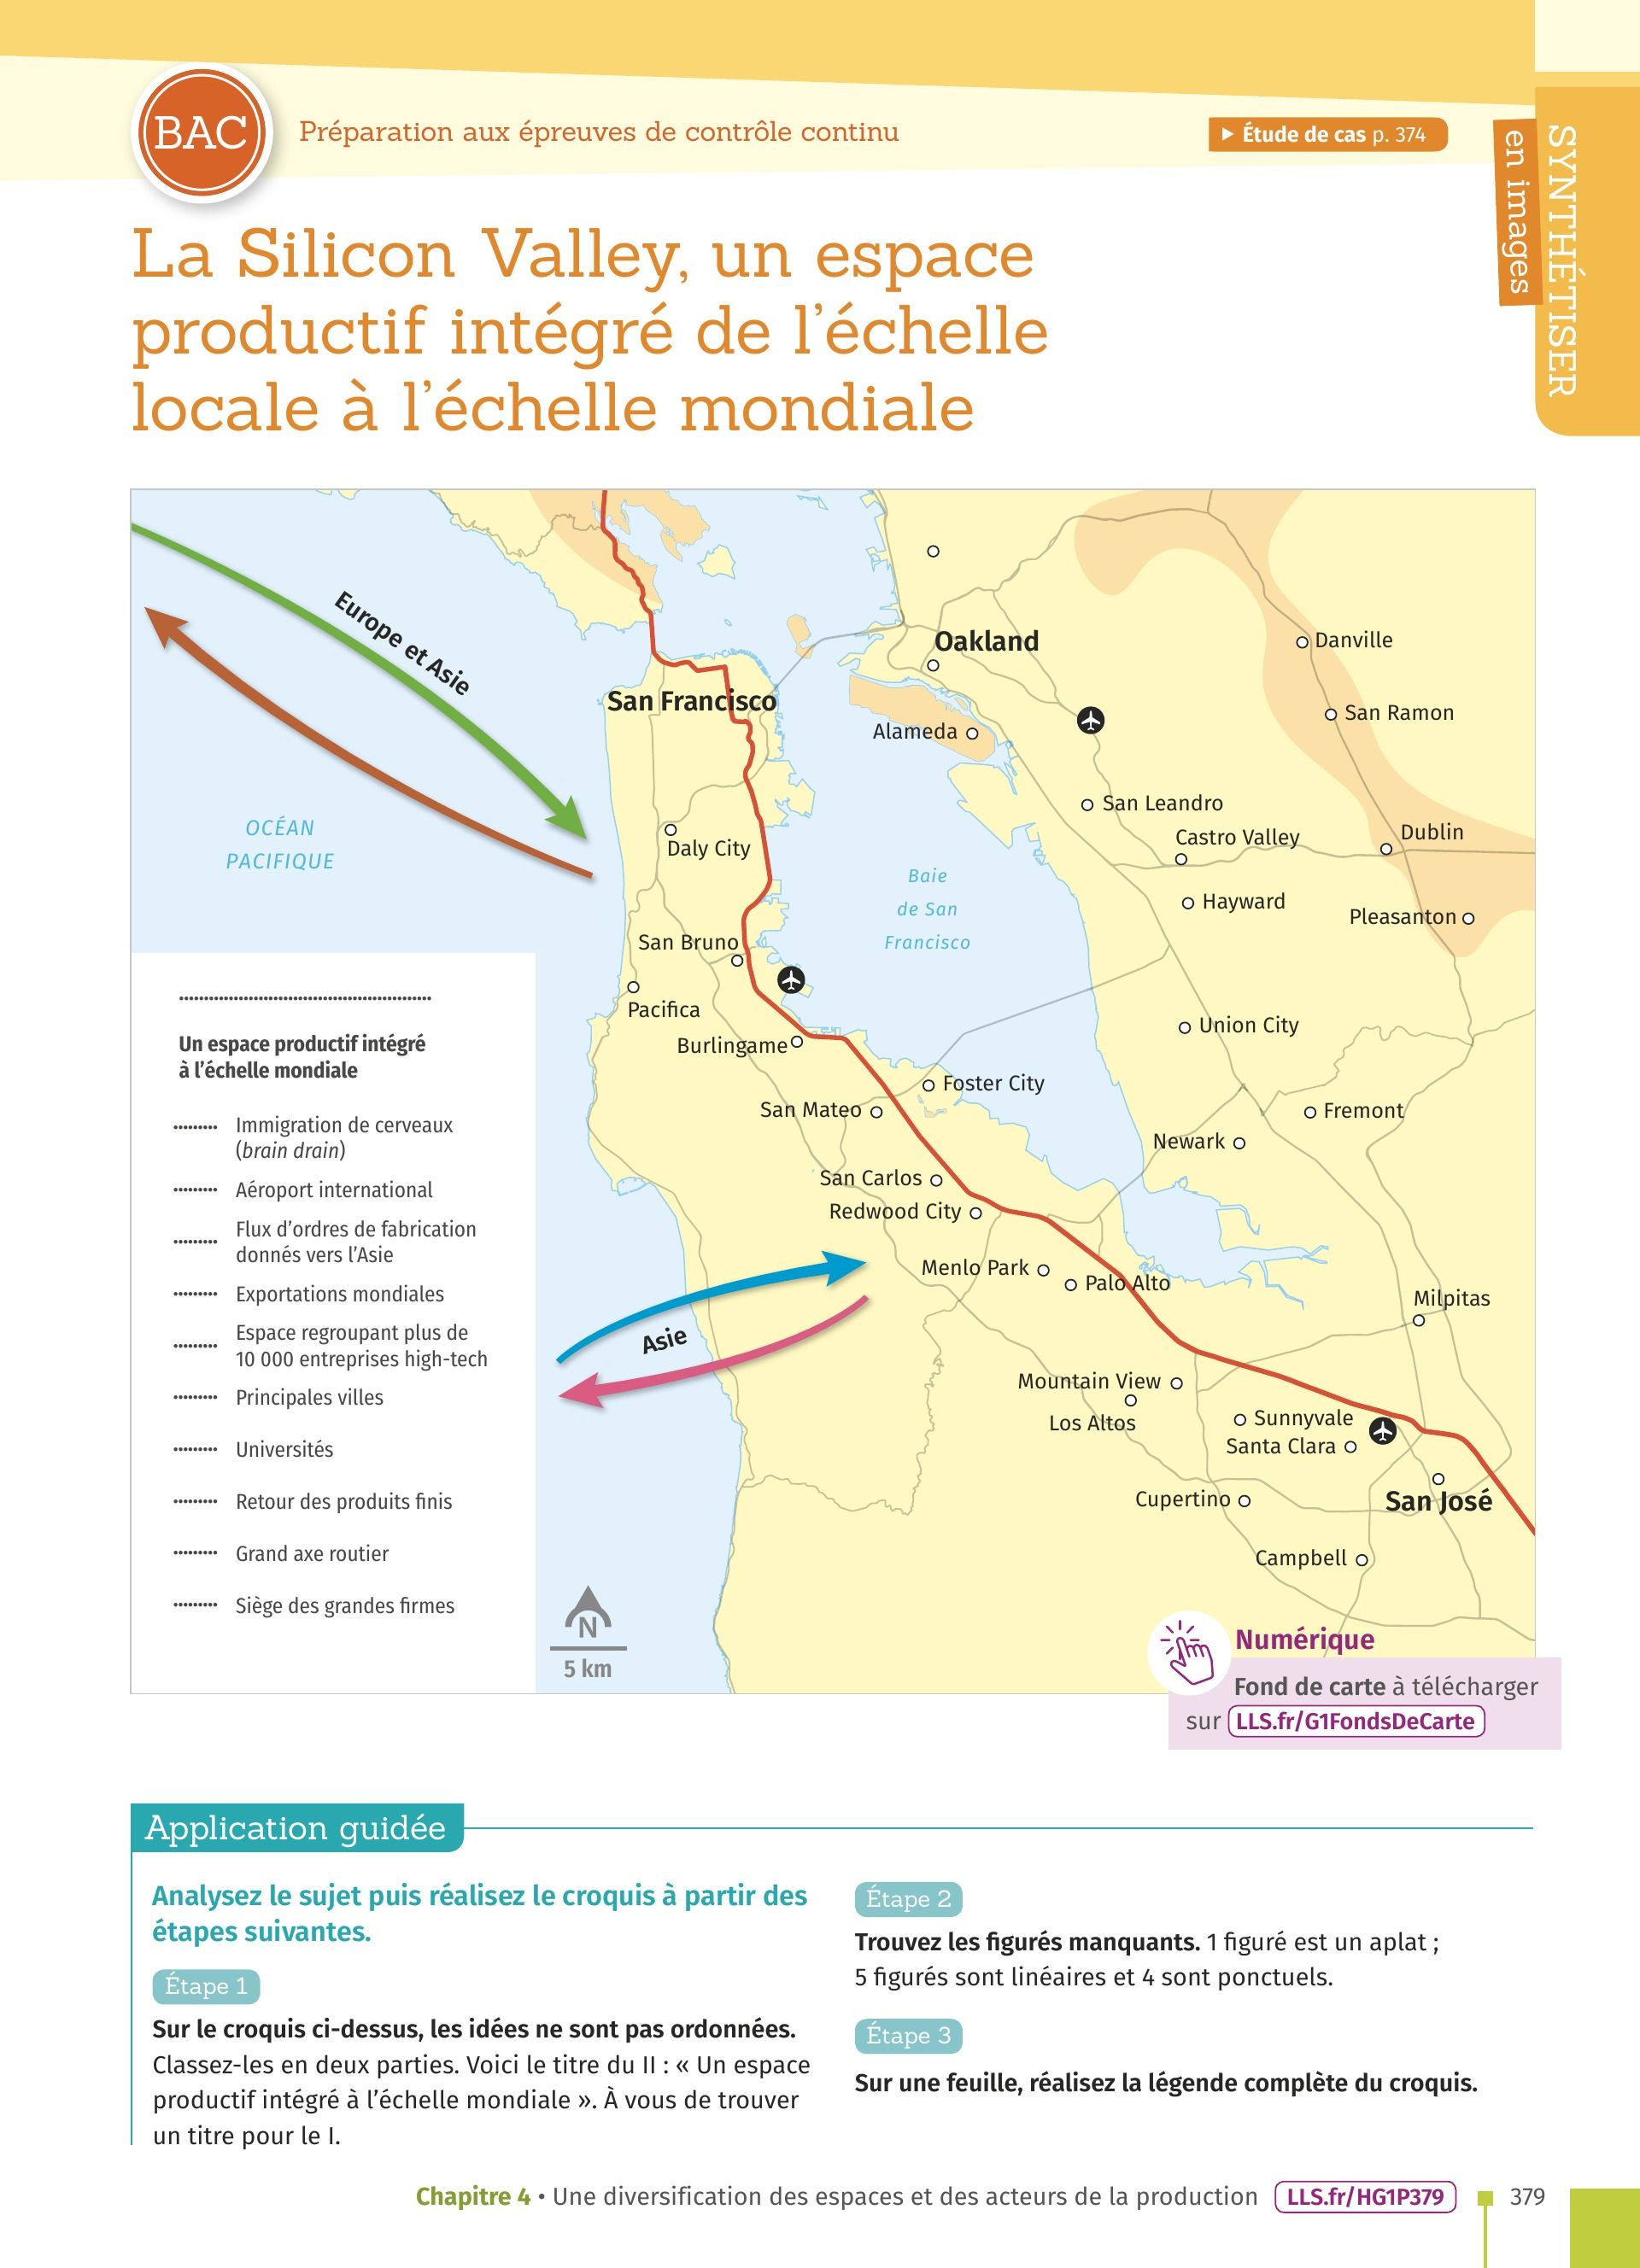 BAC
Préparation aux épreuves de contrôle continu
Étude de cas p. 374
SYNTHÉTISER
en images
La Silicon Valley, un espace
productif intégré de l'échelle
locale à l'échelle mondiale
Europe et Asie
OCÉAN
PACIFIQUE
Oakland
San Francisco
Alameda
Danville
San Ramon
San Leandro
Castro Valley
Dublin
Daly City
Baie
de San
Francisco
Hayward
Pleasanton
San Bruno
Pacifica
Burlingame
Union City
Foster City
San Mateo
Fremont
Newark
San Carlos
Redwood City
Menlo Park
Palo Alto
Milpitas
Asie
Mountain View
Los Altos
Sunnyvale
Santa Clara
Cupertino
San José
Campbell
Un espace productif intégré
à l'échelle mondiale
Immigration de cerveaux
(brain drain)
Aéroport international
Flux d'ordres de fabrication
donnés vers l'Asie
Exportations mondiales
Espace regroupant plus de
10 000 entreprises high-tech
Principales villes
Universités
Retour des produits finis
Grand axe routier
Siège des grandes firmes
N
5 km
Numérique
Fond de carte à télécharger
sur LLS.fr/G1FondsDeCarte
Application guidée
Analysez le sujet puis réalisez le croquis à partir des
étapes suivantes.
Étape 1
Sur le croquis ci-dessus, les idées ne sont pas ordonnées.
Classez-les en deux parties. Voici le titre du II : « Un espace
productif intégré à l'échelle mondiale ». À vous de trouver
un titre pour le I.
Étape 2
Trouvez les figurés manquants. 1 figuré est un aplat ;
5 figurés sont linéaires et 4 sont ponctuels.
Étape 3
Sur une feuille, réalisez la légende complète du croquis.
Chapitre 4 • Une diversification des espaces et des acteurs de la production LLS.fr/HG1P379 379